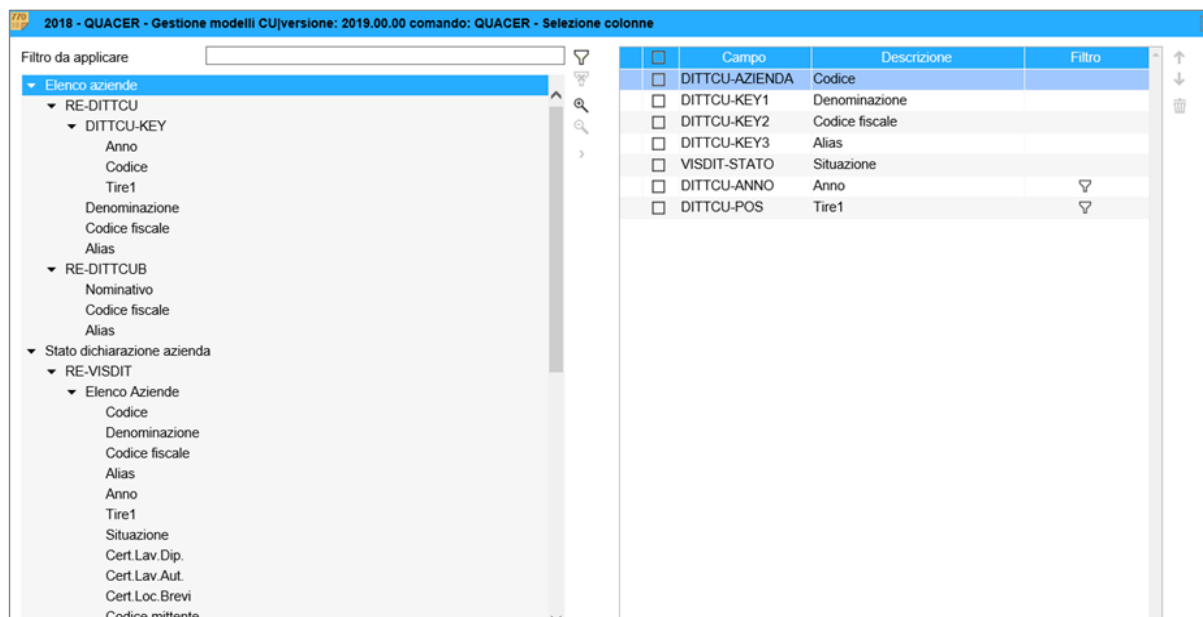 770
2018 - QUACER - Gestione modelli CU|versione: 2019.00.00 comando: QUACER - Selezione colonne
Filtro da applicare
Elenco aziende
RE-DITTCU
DITTCU-KEY
Anno
Codice
Tire1
Denominazione
Codice fiscale
Alias
RE-DITTCUB
Nominativo
Codice fiscale
Alias
Stato dichiarazione azienda
RE-VISDIT
Elenco Aziende
Codice
Denominazione
Codice fiscale
Alias
Anno
Tire1
Situazione
Cert.Lav.Dip.
Cert.Lav.Aut.
Cert.Loc.Brevi
Codice mittente
Campo Descrizione Filtro
DITTCU-AZIENDA Codice
DITTCU-KEY1 Denominazione
DITTCU-KEY2 Codice fiscale
DITTCU-KEY3 Alias
VISDIT-STATO Situazione
DITTCU-ANNO Anno
DITTCU-POS Tire1